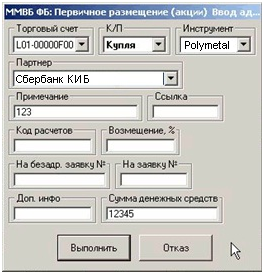 ММВБ ФБ: Первичное размещение (акции) Ввод ад...
Торговый счет К/П Инструмент
L01-00000F00 Купля Polymetal
Партнер
Сбербанк КИБ
Примечание Ссылка
123
Код расчетов Возмещение, %
На безадр. заявку № На заявку №
Доп. инфо Сумма денежных средств
12345
Выполнить Отказ